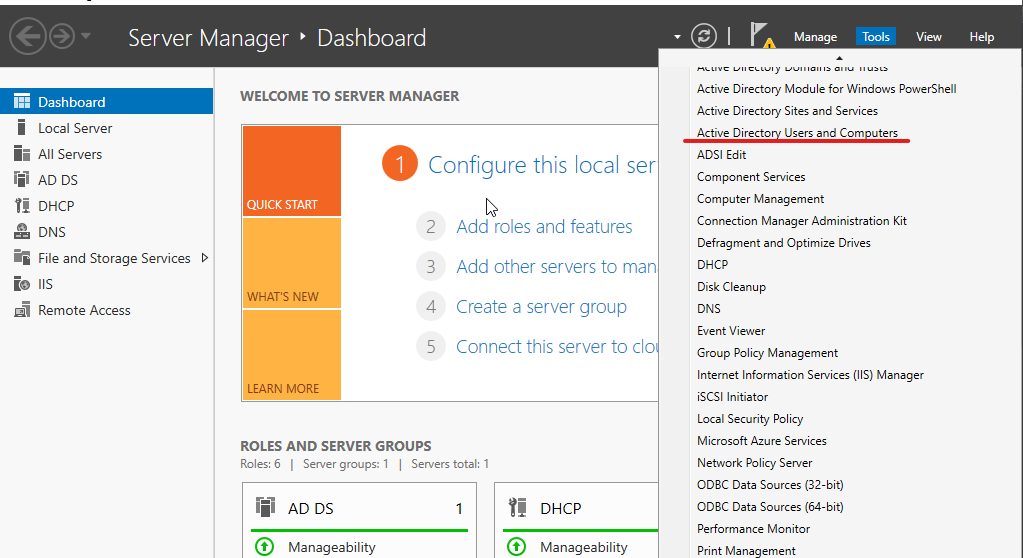 Server Manager ‣ Dashboard
Manage
Tools
View
Help
Dashboard
Local Server
All Servers
AD DS
DHCP
DNS
File and Storage Services
IIS
Remote Access
WELCOME TO SERVER MANAGER
QUICK START
WHAT'S NEW
LEARN MORE
1 Configure this local ser
2 Add roles and features
3 Add other servers to man
4 Create a server group
5 Connect this server to clou
ROLES AND SERVER GROUPS
Roles: 6 | Server groups: 1 | Servers total: 1
AD DS 1
Manageability
DHCP
Manageability
Active Directory Domains and Trusts
Active Directory Module for Windows PowerShell
Active Directory Sites and Services
Active Directory Users and Computers
ADSI Edit
Component Services
Computer Management
Connection Manager Administration Kit
Defragment and Optimize Drives
DHCP
Disk Cleanup
DNS
Event Viewer
Group Policy Management
Internet Information Services (IIS) Manager
iSCSI Initiator
Local Security Policy
Microsoft Azure Services
Network Policy Server
ODBC Data Sources (32-bit)
ODBC Data Sources (64-bit)
Performance Monitor
Print Management